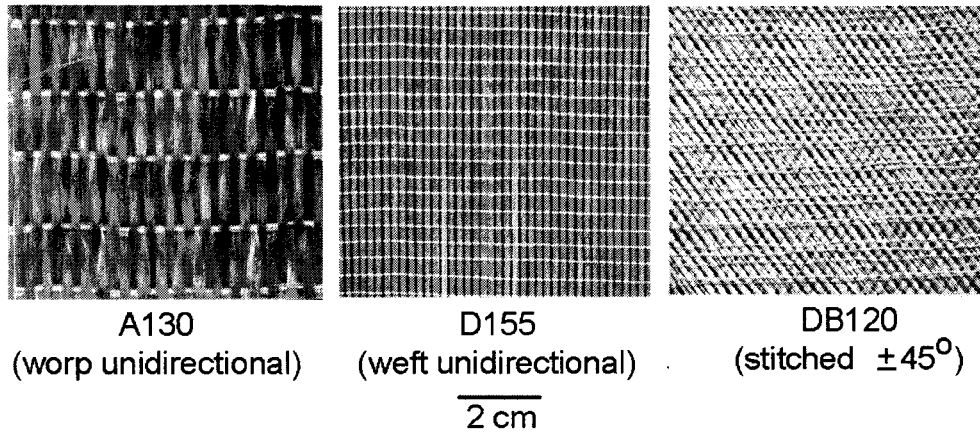 A130
(worp unidirectional)
D155
(weft unidirectional)
DB120
(stitched ±45°)
2 cm